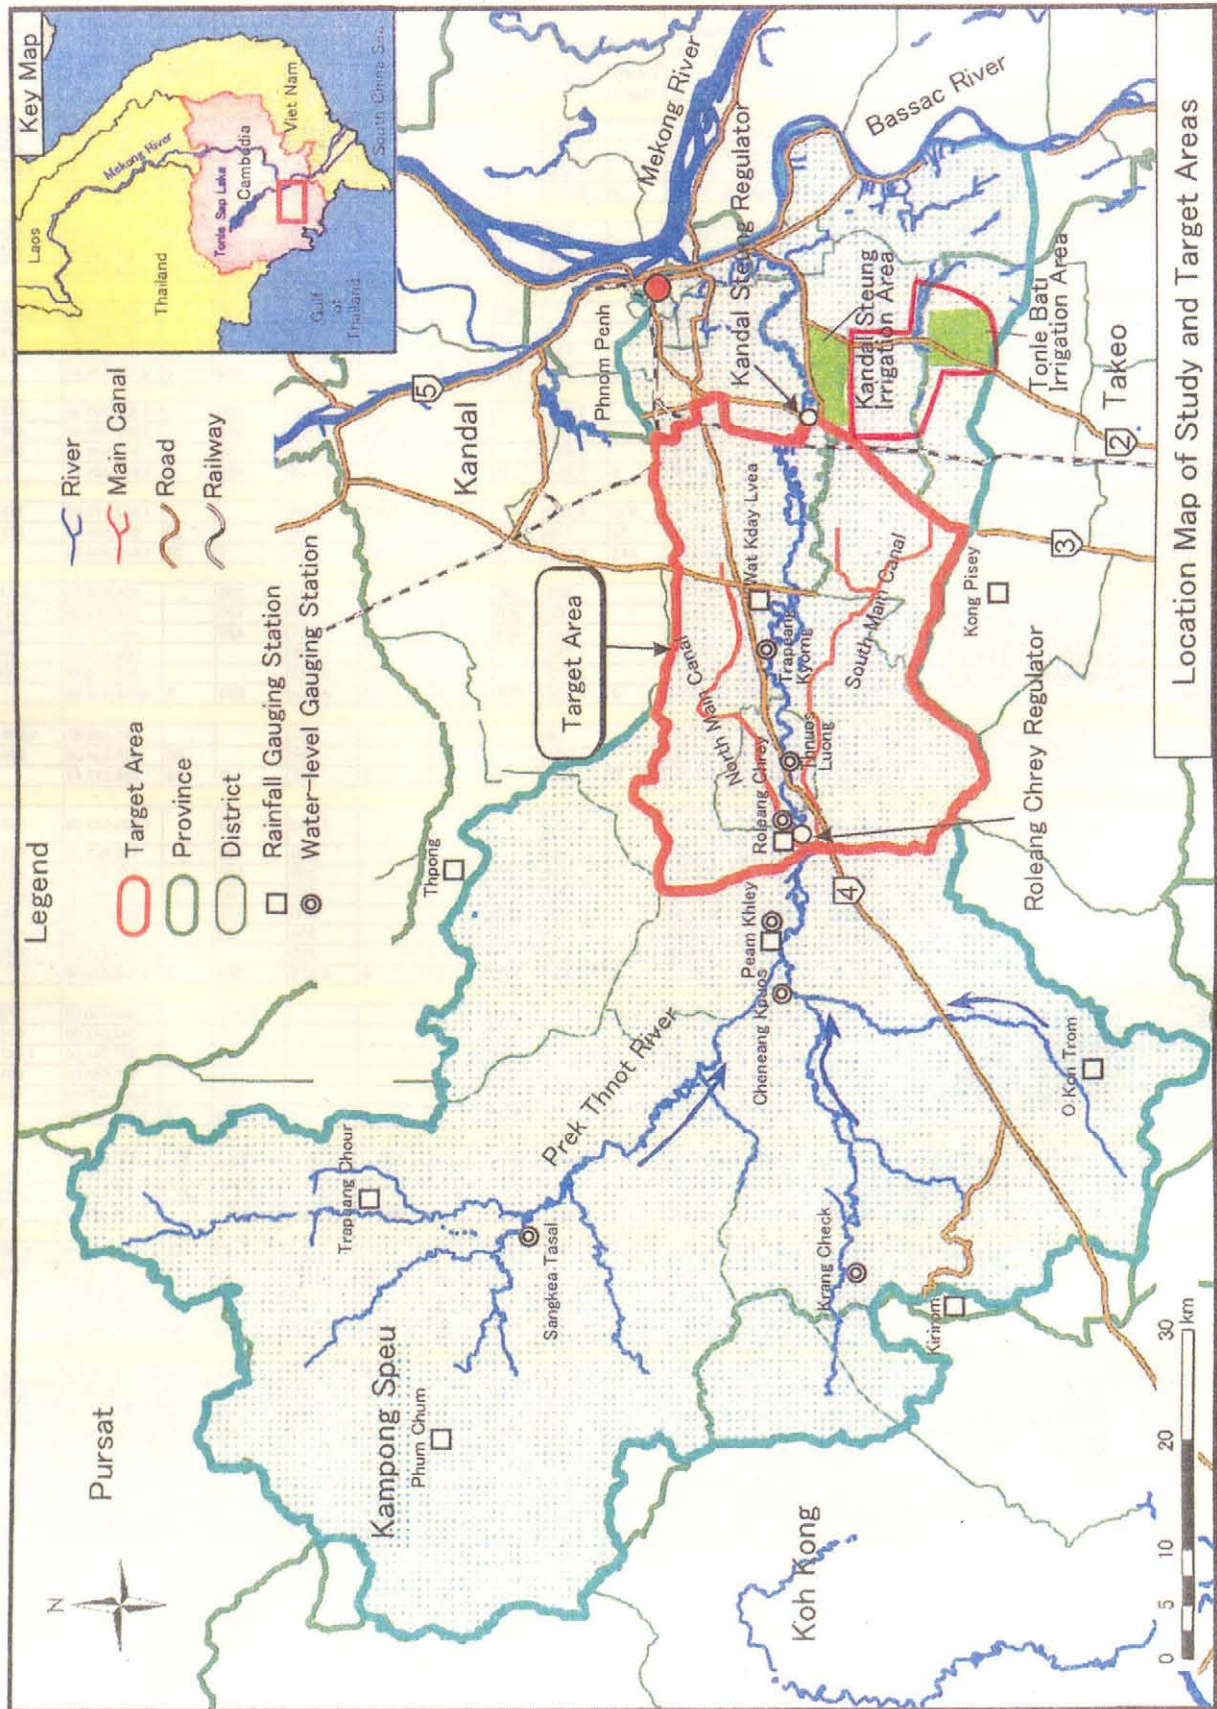 Key Map
Laos
Thailand
Mekong River
Tonle Sap Lake
Cambodia
Viet Nam
Gulf
of
Thailand
South China Sea
Legend
Target Area
Province
District
Rainfall Gauging Station
Water-level Gauging Station
River
Main Canal
Road
Railway
N
Pursat
Kampong Speu
Phum Chum
Trapeang Chour
Sangkea Tasal
Thpong
Prek Thnot River
Krang Check
Kirirom
Koh Kong
O Kon Trom
Cheneang Kpuos
Peam Khley
Roleang Chrey
Roleang Chrey Regulator
4
Target Area
North Main Canal
Thnuos
Luong
Trapeang
Kyomg
Wat Kday Lvea
South Main Canal
Kong Pisey
Kandal
5
Phnom Penh
Mekong River
Bassac River
Kandal Steung Regulator
Kandal Steung
Irrigation Area
Tonle Bati
Irrigation Area
Takeo
2
3
0 5 10 20 30 km
Location Map of Study and Target Areas